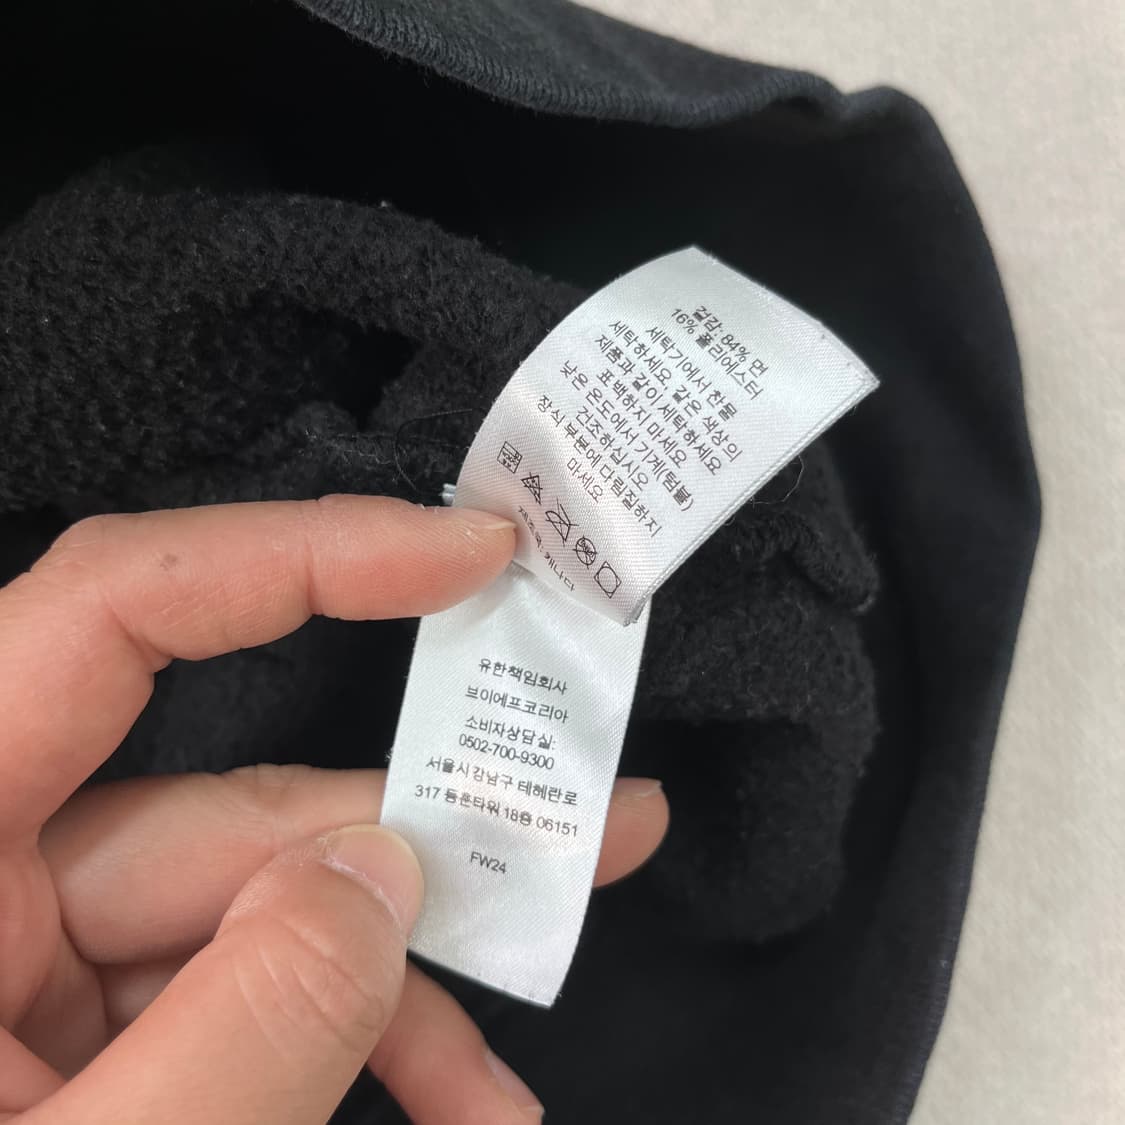 겉감: 84% 면
16% 폴리에스터
세탁기에서 찬물
세탁하세요, 같은 색상의
제품과 같이 세탁하세요
표백하지 마세요
낮은 온도에서 기계(텀블)
건조하십시오
장식 부분에 다림질하지
마세요
제조국: 캐나다
유한책임회사
브이에프코리아
소비자상담실:
0502-700-9300
서울시 강남구 테헤란로
317 동훈타워 18층 06151
FW24